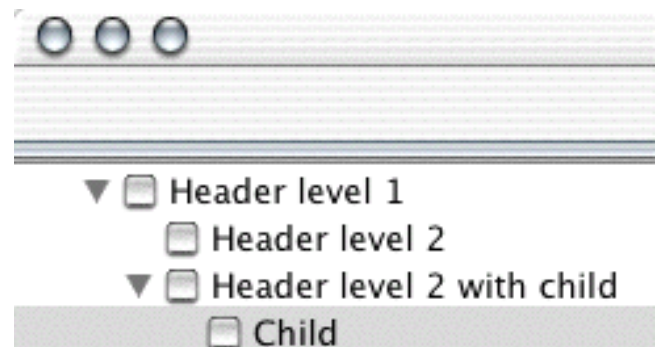 Header level 1
Header level 2
Header level 2 with child
Child